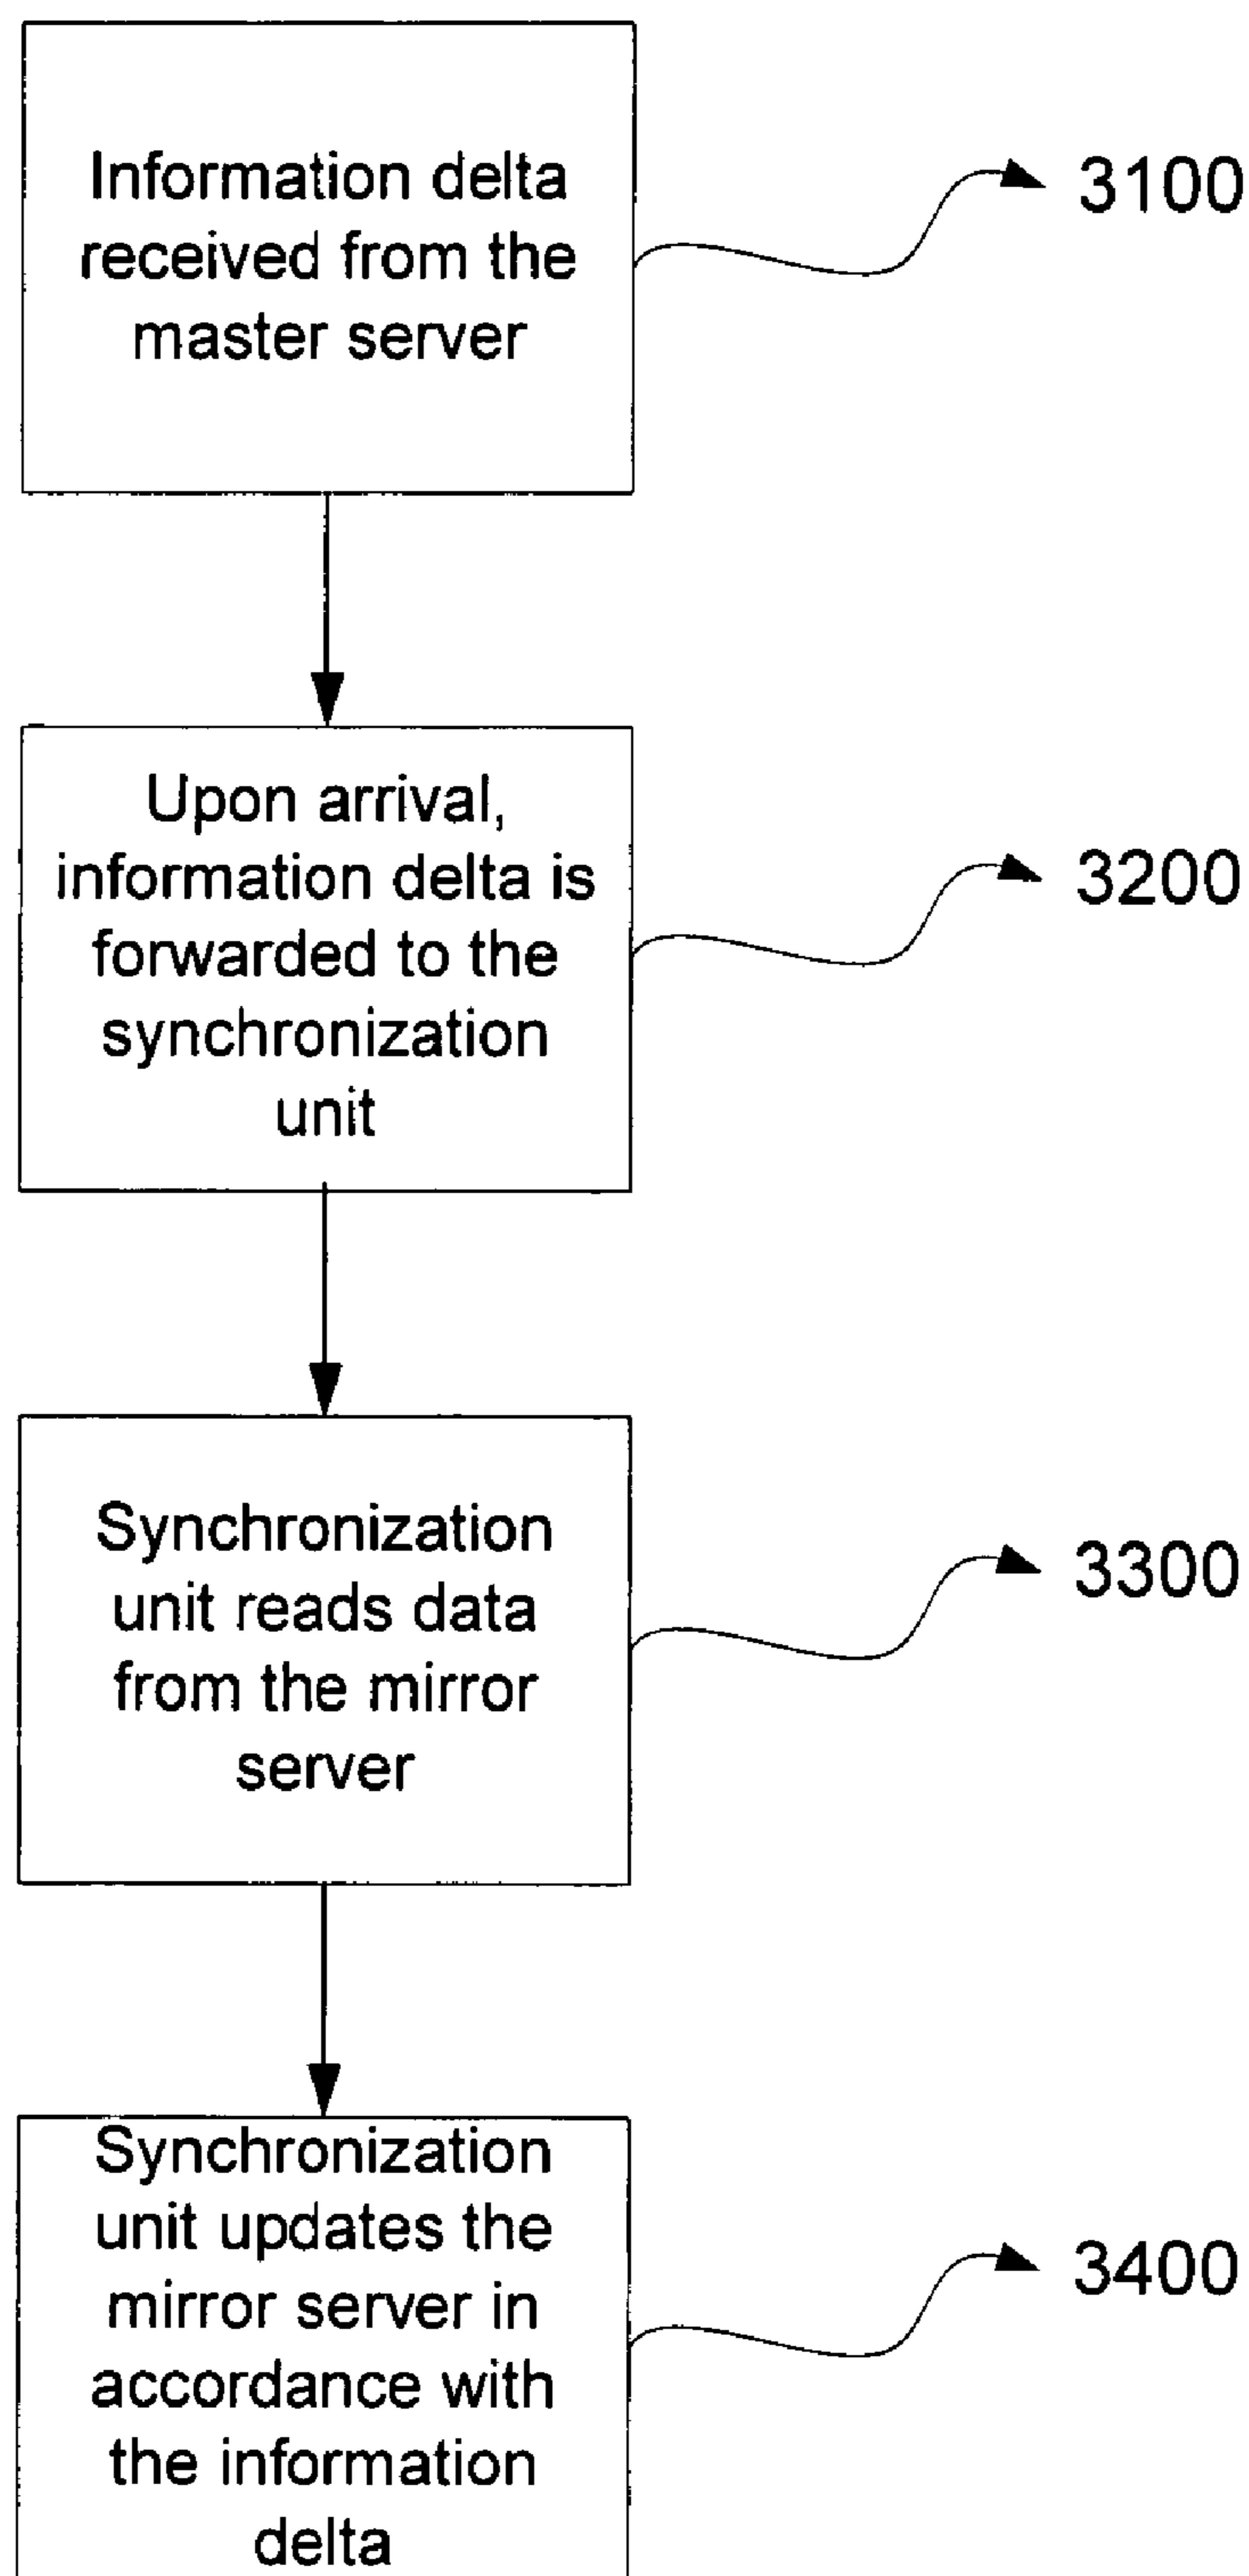 Information delta
received from the
master server
3100
Upon arrival,
information delta is
forwarded to the
synchronization
unit
3200
Synchronization
unit reads data
from the mirror
server
3300
Synchronization
unit updates the
mirror server in
accordance with
the information
delta
3400